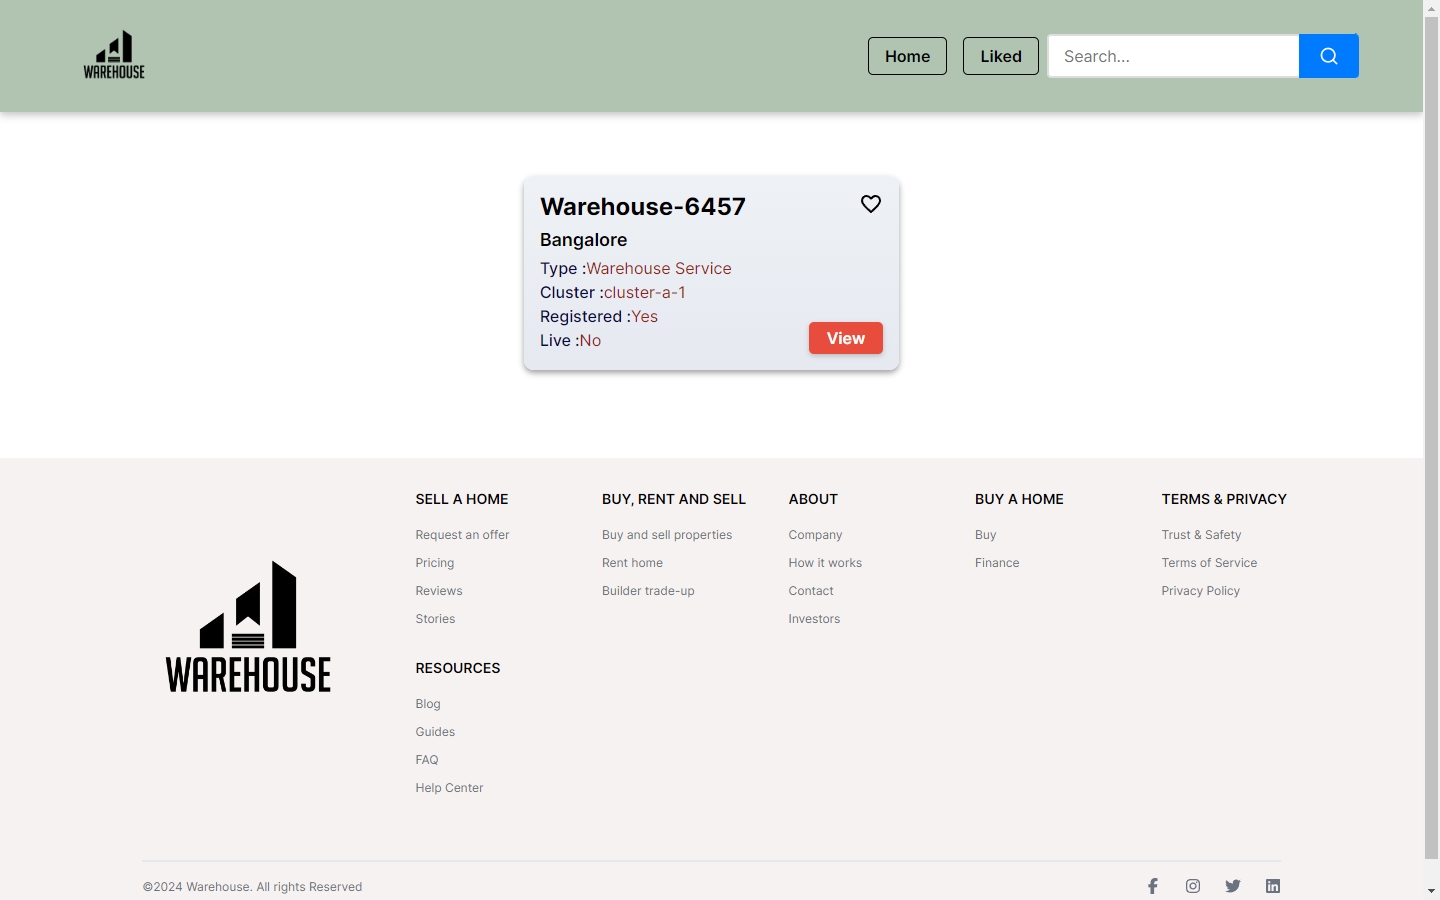 WAREHOUSE
Home
Liked
Search...
Warehouse-6457
Bangalore
Type :Warehouse Service
Cluster :cluster-a-1
Registered :Yes
Live :No
View
WAREHOUSE
SELL A HOME
Request an offer
Pricing
Reviews
Stories
BUY, RENT AND SELL
Buy and sell properties
Rent home
Builder trade-up
ABOUT
Company
How it works
Contact
Investors
BUY A HOME
Buy
Finance
TERMS & PRIVACY
Trust & Safety
Terms of Service
Privacy Policy
RESOURCES
Blog
Guides
FAQ
Help Center
©2024 Warehouse. All rights Reserved